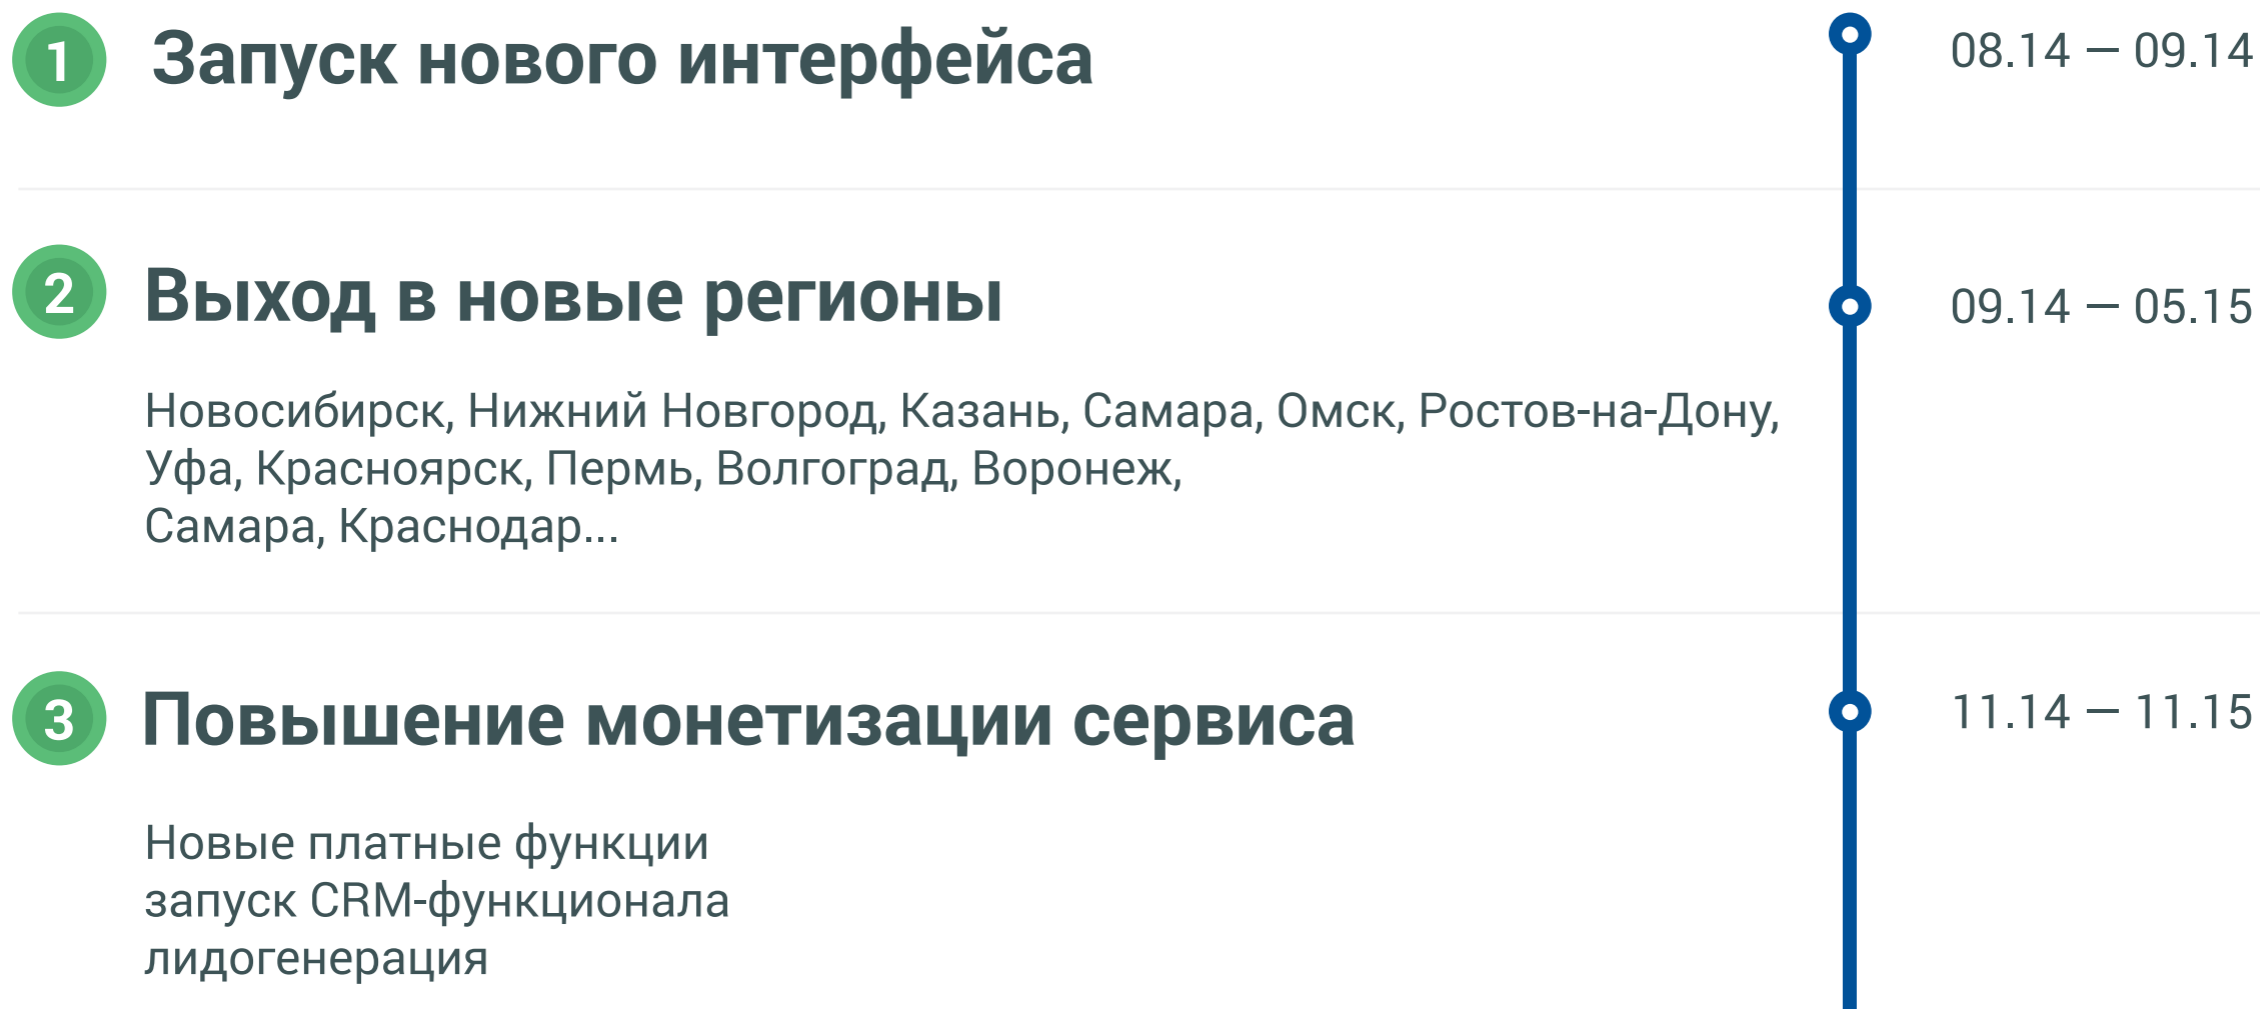 1 Запуск нового интерфейса 08.14 — 09.14
2 Выход в новые регионы 09.14 — 05.15
Новосибирск, Нижний Новгород, Казань, Самара, Омск, Ростов-на-Дону,
Уфа, Красноярск, Пермь, Волгоград, Воронеж,
Самара, Краснодар...
3 Повышение монетизации сервиса 11.14 — 11.15
Новые платные функции
запуск CRM-функционала
лидогенерация